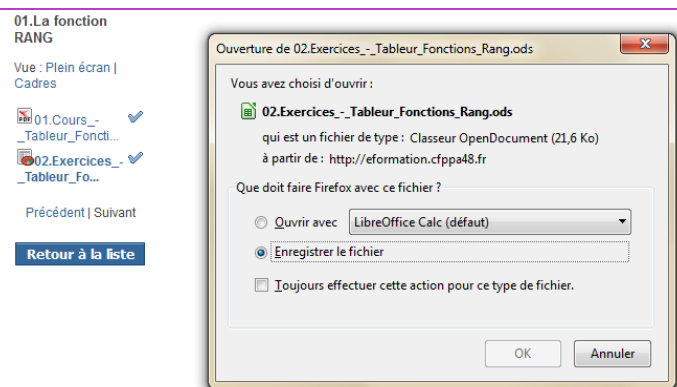 01.La fonction
RANG
Vue : Plein écran |
Cadres
01.Cours_-
_Tableur_Foncti...
02.Exercices_-
_Tableur_Fo...
Précédent | Suivant
Retour à la liste
Ouverture de 02.Exercices_-_Tableur_Fonctions_Rang.ods
Vous avez choisi d'ouvrir :
02.Exercices_-_Tableur_Fonctions_Rang.ods
qui est un fichier de type : Classeur OpenDocument (21,6 Ko)
à partir de : http://eformation.cfppa48.fr
Que doit faire Firefox avec ce fichier ?
Ouvrir avec LibreOffice Calc (défaut)
Enregistrer le fichier
Toujours effectuer cette action pour ce type de fichier.
OK Annuler